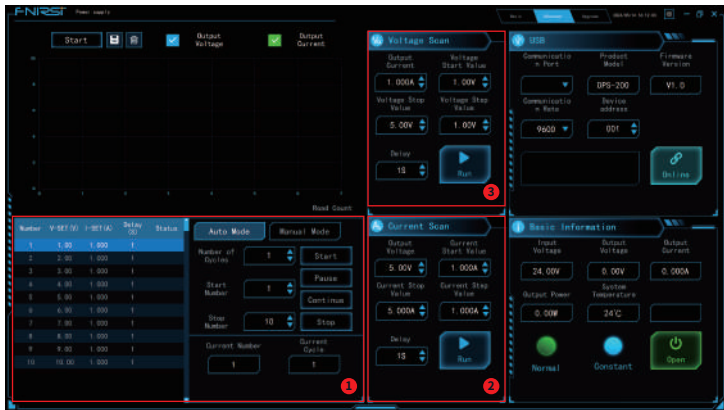 FNIRSI Power supply
Start
Output Voltage
Output Current
Read Count
Number V-SET(V) I-SET(A) Delay (S) Status
1 1.00 1.000 1
2 2.00 1.000 1
3 3.00 1.000 1
4 4.00 1.000 1
5 5.00 1.000 1
6 6.00 1.000 1
7 7.00 1.000 1
8 8.00 1.000 1
9 9.00 1.000 1
10 10.00 1.000 1
Auto Mode
Manual Mode
Number of Cycles
1
Start
Pause
Start Number
1
Continue
Stop Number
10
Stop
Current Number
Current Cycle
1
1
1
Voltage Scan
Output Current
Voltage Start Value
1.000A
1.00V
Voltage Stop Value
Voltage Step Value
5.00V
1.00V
Delay
1S
Run
3
Current Scan
Output Voltage
Current Start Value
5.00V
1.000A
Current Stop Value
Current Step Value
5.000A
1.000A
Delay
1S
Run
2
USB
Communicatio n Port
Product Model
Firmware Version
DPS-200
V1.0
Communicatio n Rate
Device address
9600
001
Online
Basic Information
Input Voltage
Output Voltage
Output Current
24.00V
0.00V
0.000A
Output Power
System Temperature
0.00W
24℃
Normal
Constant
Open